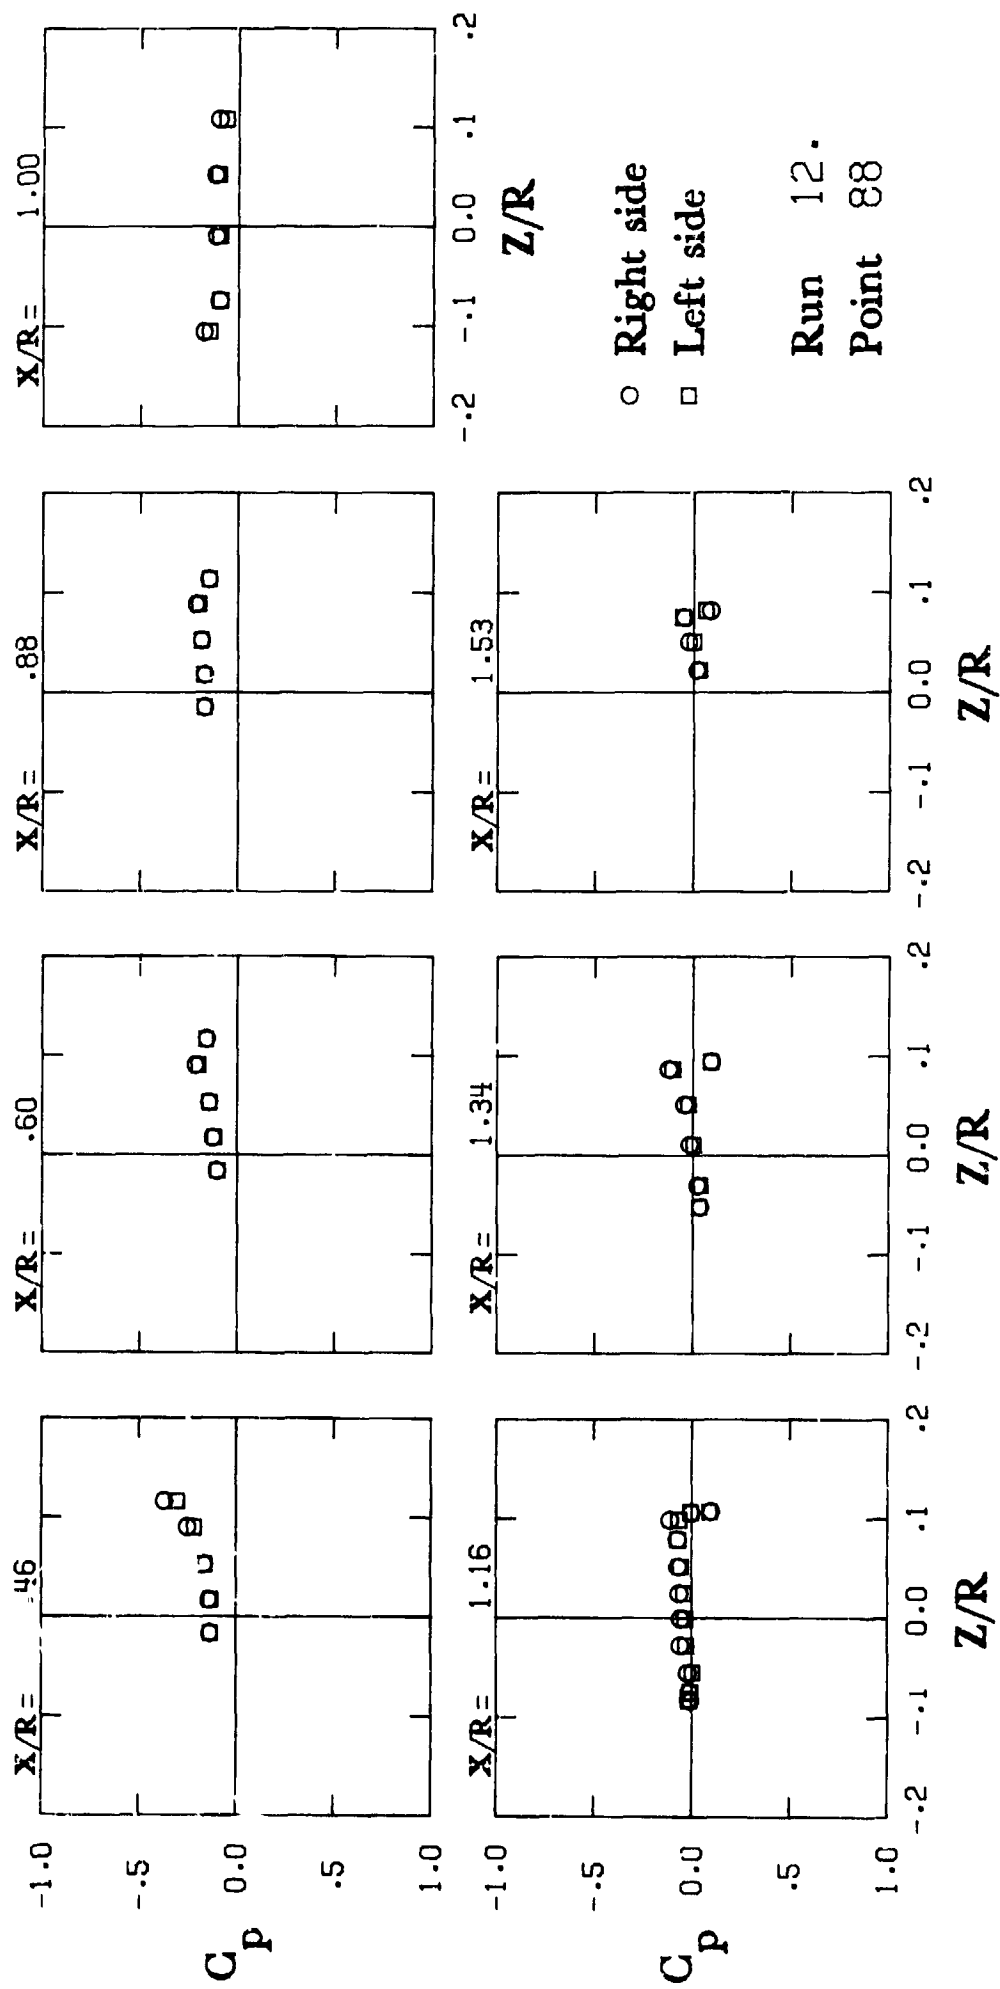 X/R= .46
X/R= .60
X/R= .88
X/R= 1.00
-1.0
-.5
0.0
.5
1.0
C p
-.2 -.1 0.0 .1 .2
Z/R
X/R= 1.16
X/R= 1.34
X/R= 1.53
-1.0
-.5
0.0
.5
1.0
C p
-.2 -.1 0.0 .1 .2
Z/R
-.2 -.1 0.0 .1 .2
Z/R
-.2 -.1 0.0 .1 .2
Z/R
Right side
Left side
Run 12.
Point 88